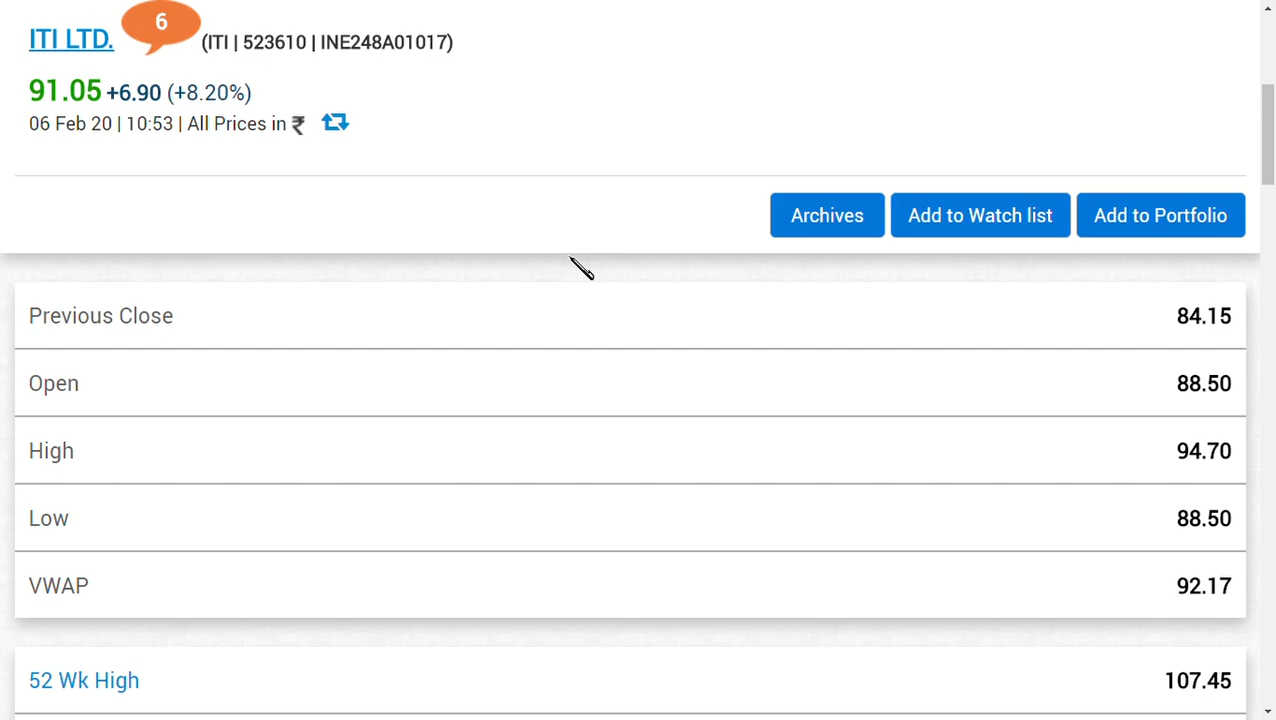 ITI LTD. 6 (ITI | 523610 | INE248A01017)
91.05 +6.90 (+8.20%)
06 Feb 20 | 10:53 | All Prices in ₹
Archives Add to Watch list Add to Portfolio
Previous Close 84.15
Open 88.50
High 94.70
Low 88.50
VWAP 92.17
52 Wk High 107.45